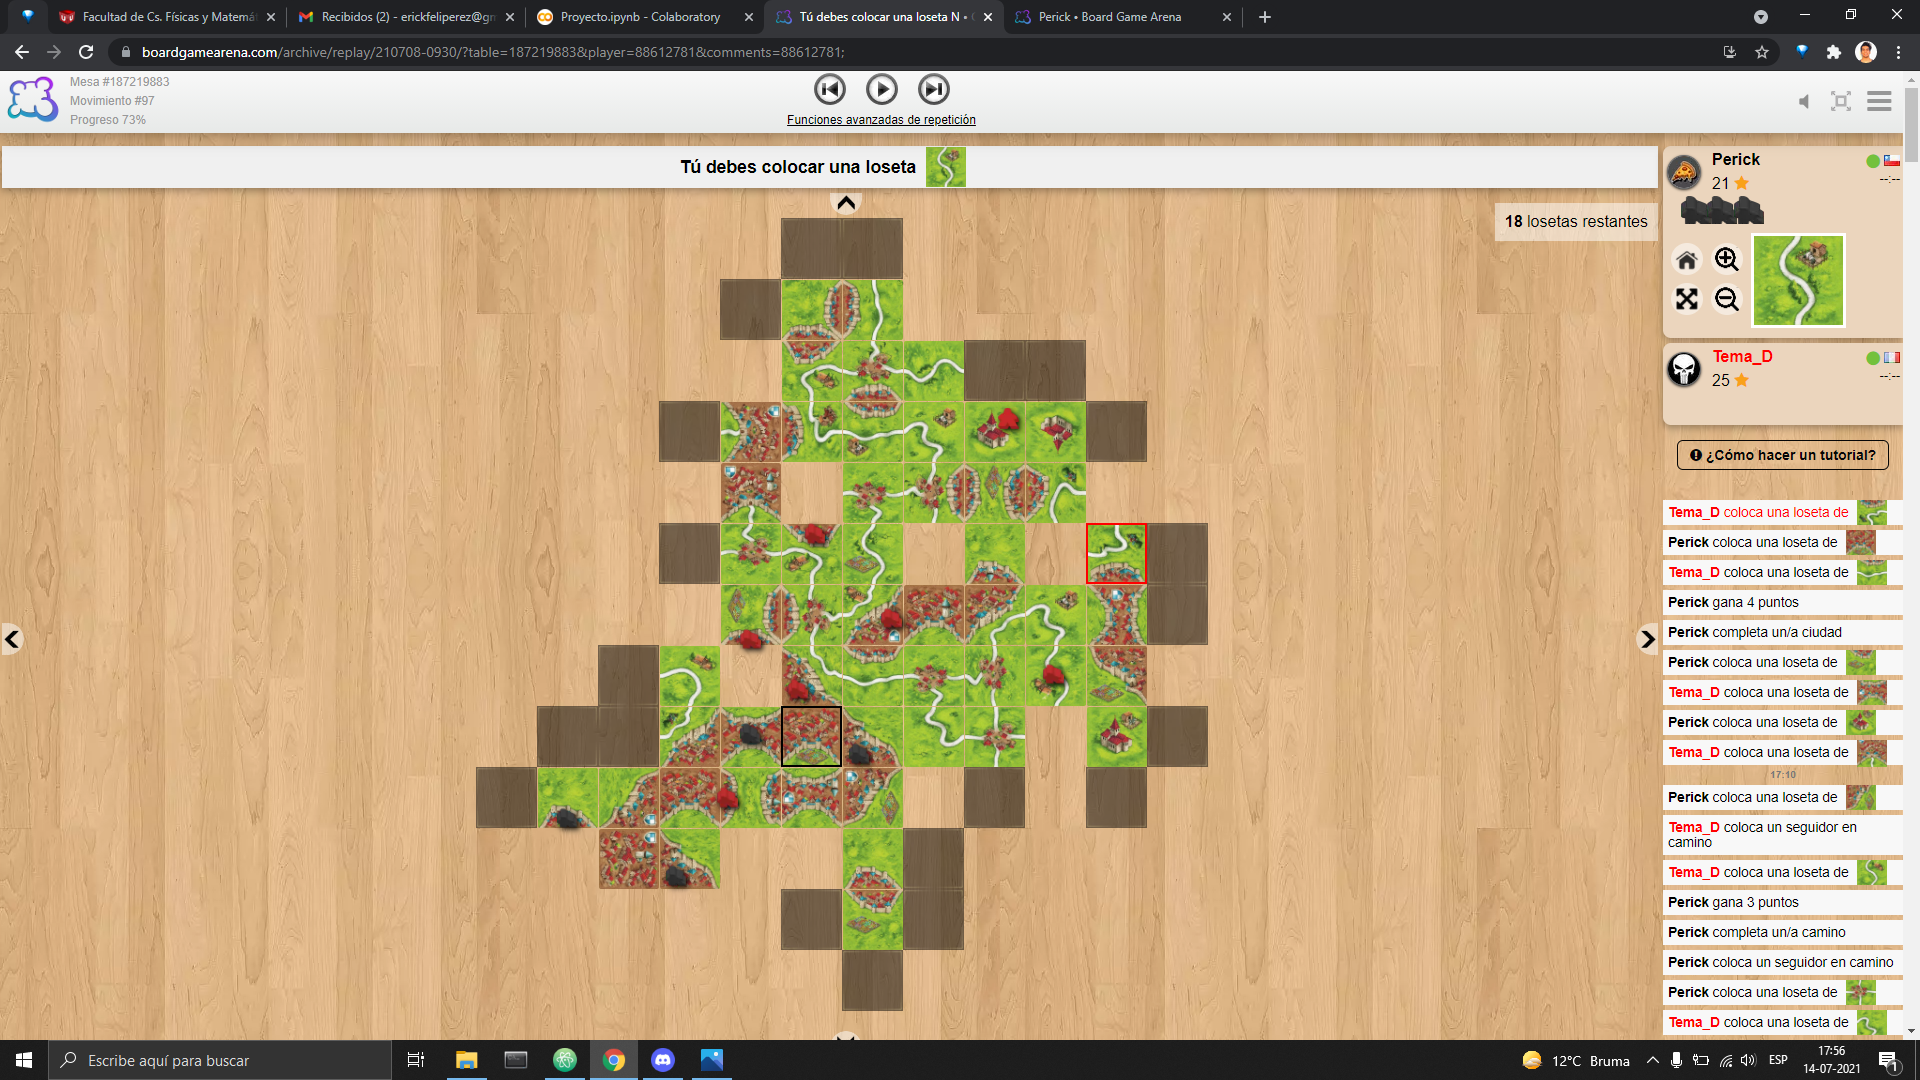 Facultad de Cs. Físicas y Matemá
Recibidos (2) - erickfeliperez@gm
Proyecto.ipynb - Colaboratory
Tú debes colocar una loseta N •
Perick • Board Game Arena
boardgamearena.com/archive/replay/210708-0930/?table=187219883&player=88612781&comments=88612781;
Mesa #187219883
Movimiento #97
Progreso 73%
Funciones avanzadas de repetición
Tú debes colocar una loseta
18 losetas restantes
Perick
21
--:--
Tema_D
25
--:--
¿Cómo hacer un tutorial?
Tema_D coloca una loseta de
Perick coloca una loseta de
Tema_D coloca una loseta de
Perick gana 4 puntos
Perick completa un/a ciudad
Perick coloca una loseta de
Tema_D coloca una loseta de
Perick coloca una loseta de
Tema_D coloca una loseta de
17:10
Perick coloca una loseta de
Tema_D coloca un seguidor en
camino
Tema_D coloca una loseta de
Perick gana 3 puntos
Perick completa un/a camino
Perick coloca un seguidor en camino
Perick coloca una loseta de
Tema_D coloca una loseta de
Escribe aquí para buscar
12°C Bruma
ESP
17:56
14-07-2021
1